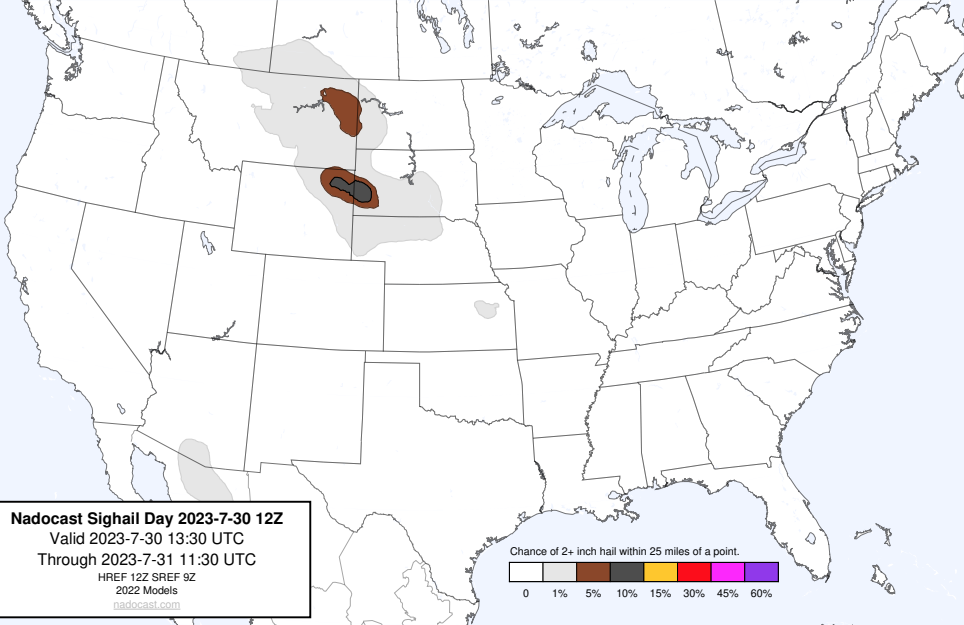 Nadocast Sighail Day 2023-7-30 12Z
Valid 2023-7-30 13:30 UTC
Through 2023-7-31 11:30 UTC
HREF 12Z SREF 9Z
2022 Models
nadocast.com
Chance of 2+ inch hail within 25 miles of a point.
0 1% 5% 10% 15% 30% 45% 60%